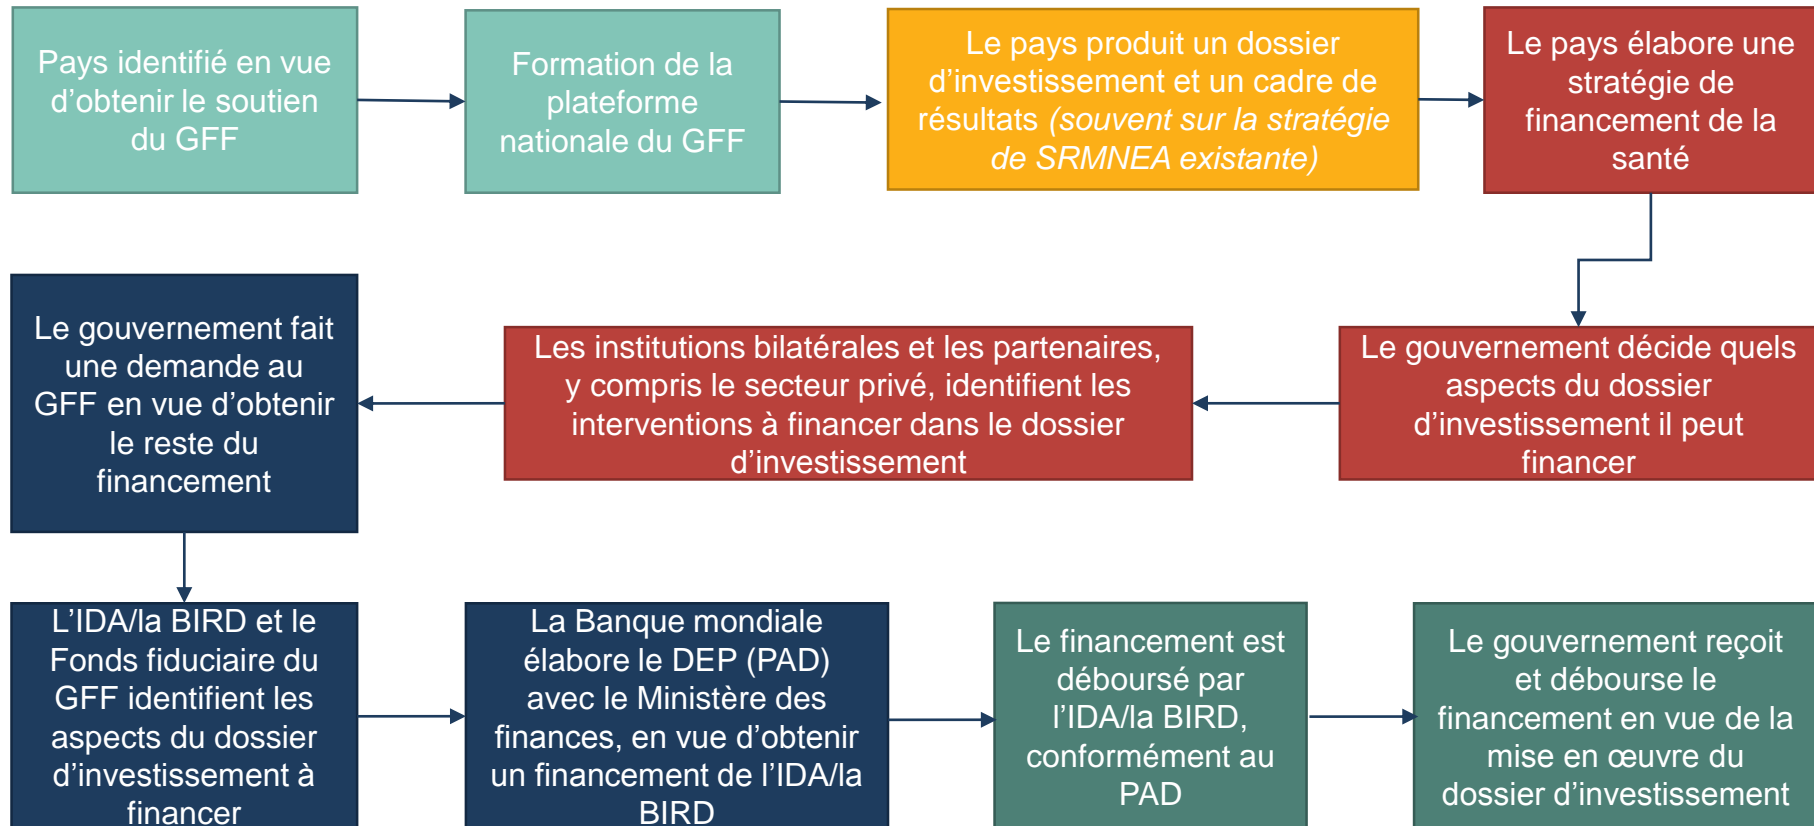 Pays identifié en vue
d’obtenir le soutien
du GFF
Formation de la
plateforme
nationale du GFF
Le pays produit un dossier
d’investissement et un cadre de
résultats (souvent sur la stratégie
de SRMNEA existante)
Le pays élabore une
stratégie de
financement de la
santé
Le gouvernement décide quels
aspects du dossier
d’investissement il peut
financer
Les institutions bilatérales et les partenaires,
y compris le secteur privé, identifient les
interventions à financer dans le dossier
d’investissement
Le gouvernement fait
une demande au
GFF en vue d’obtenir
le reste du
financement
L’IDA/la BIRD et le
Fonds fiduciaire du
GFF identifient les
aspects du dossier
d’investissement à
financer
La Banque mondiale
élabore le DEP (PAD)
avec le Ministère des
finances, en vue d’obtenir
un financement de l’IDA/la
BIRD
Le financement est
déboursé par
l’IDA/la BIRD,
conformément au
PAD
Le gouvernement reçoit
et débourse le
financement en vue de la
mise en œuvre du
dossier d’investissement